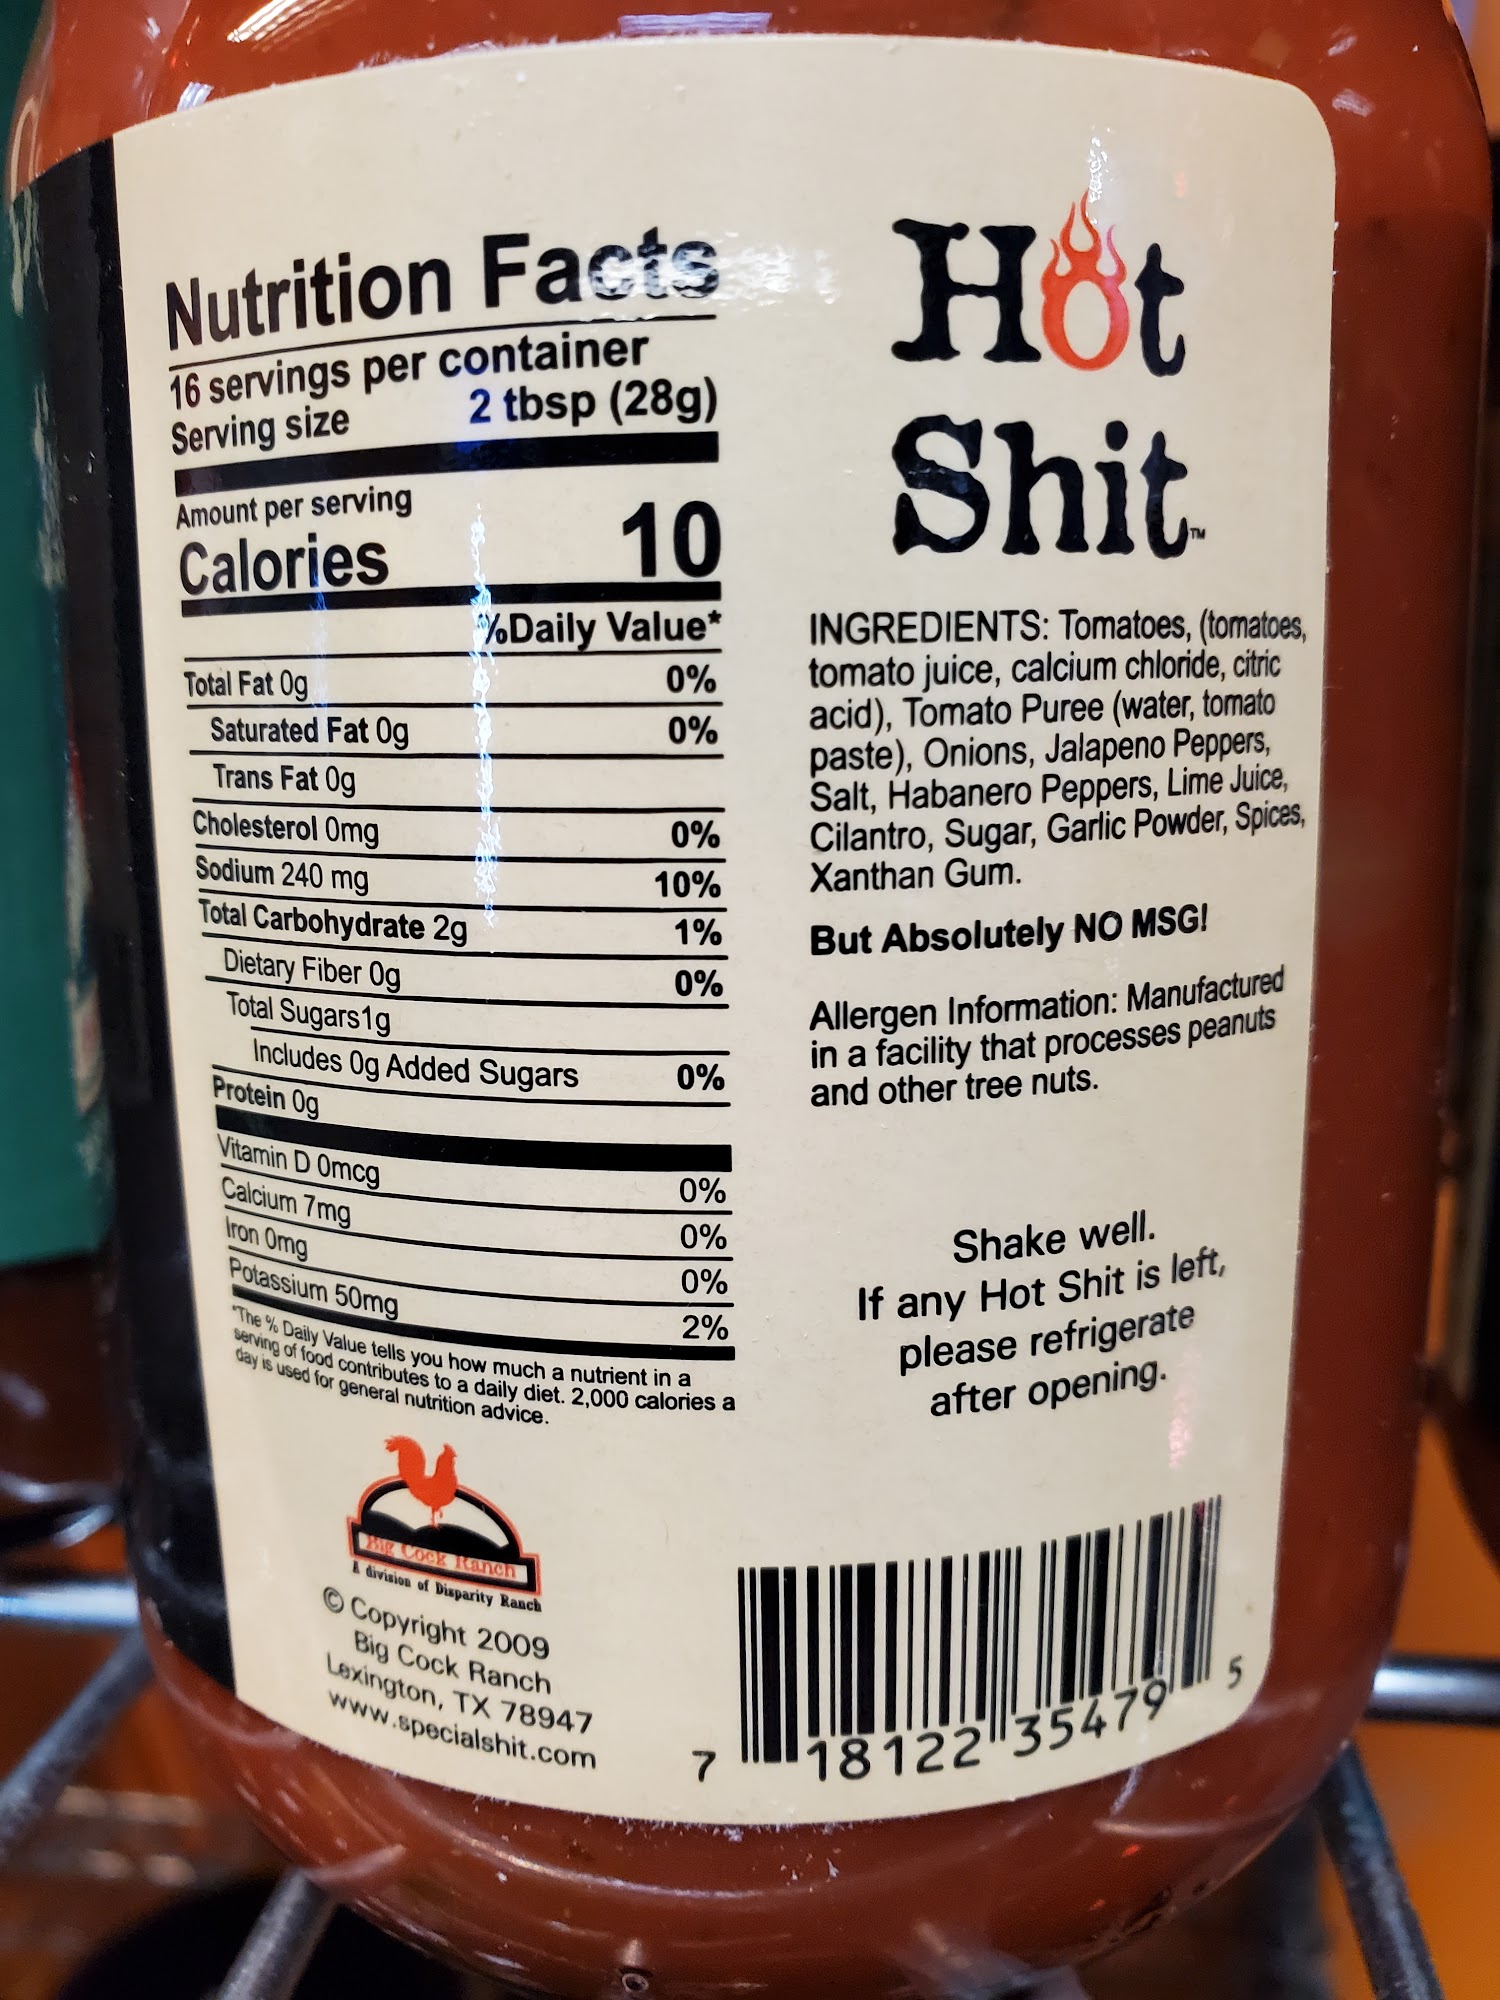 Nutrition Facts
16 servings per container
Serving size 2 tbsp (28g)
Amount per serving
Calories 10
%Daily Value*
Total Fat 0g 0%
Saturated Fat 0g 0%
Trans Fat 0g
Cholesterol 0mg 0%
Sodium 240 mg 10%
Total Carbohydrate 2g 1%
Dietary Fiber 0g 0%
Total Sugars1g
Includes 0g Added Sugars 0%
Protein 0g
Vitamin D 0mcg 0%
Calcium 7mg 0%
Iron 0mg 0%
Potassium 50mg 2%
*The % Daily Value tells you how much a nutrient in a
serving of food contributes to a daily diet. 2,000 calories a
day is used for general nutrition advice.
Big Cock Ranch
A division of Disparity Ranch
© Copyright 2009
Big Cock Ranch
Lexington, TX 78947
www.specialshit.com
Hot
Shit™
INGREDIENTS: Tomatoes, (tomatoes,
tomato juice, calcium chloride, citric
acid), Tomato Puree (water, tomato
paste), Onions, Jalapeno Peppers,
Salt, Habanero Peppers, Lime Juice,
Cilantro, Sugar, Garlic Powder, Spices,
Xanthan Gum.
But Absolutely NO MSG!
Allergen Information: Manufactured
in a facility that processes peanuts
and other tree nuts.
Shake well.
If any Hot Shit is left,
please refrigerate
after opening.
7 18122 35479 5